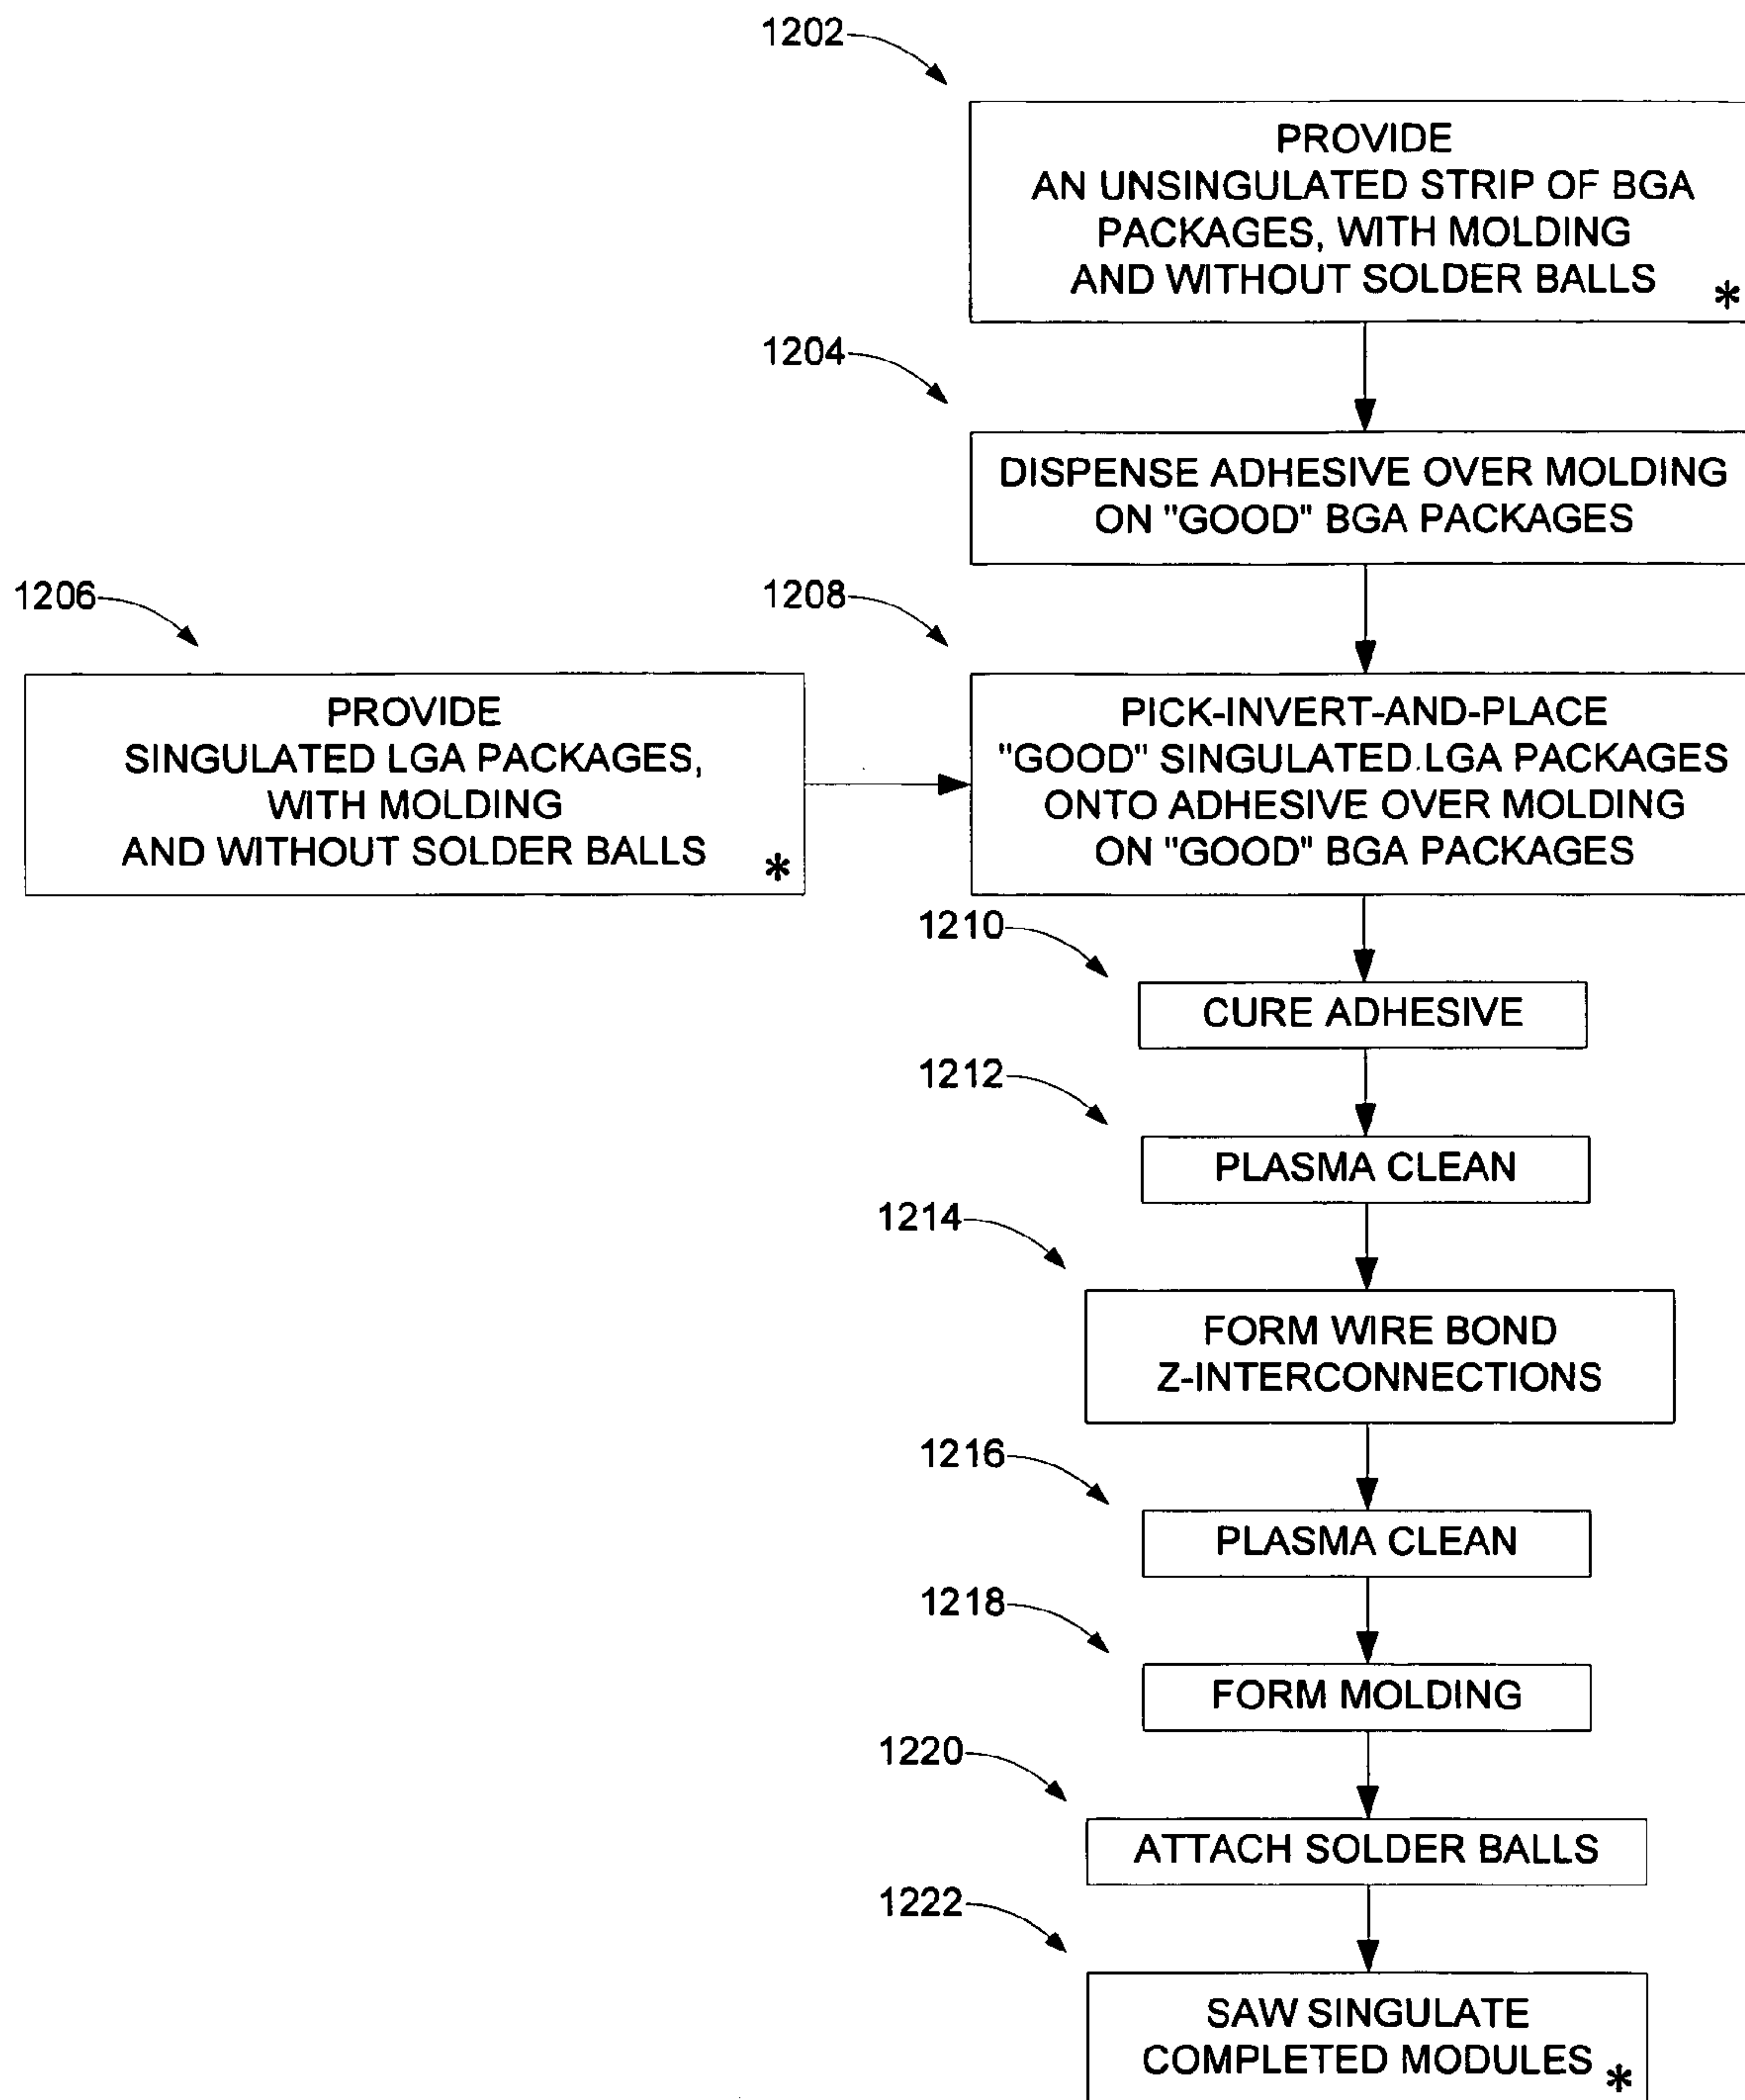 1202
PROVIDE
AN UNSINGULATED STRIP OF BGA
PACKAGES, WITH MOLDING
AND WITHOUT SOLDER BALLS *
1204
DISPENSE ADHESIVE OVER MOLDING
ON "GOOD" BGA PACKAGES
1206
PROVIDE
SINGULATED LGA PACKAGES,
WITH MOLDING
AND WITHOUT SOLDER BALLS *
1208
PICK-INVERT-AND-PLACE
"GOOD" SINGULATED LGA PACKAGES
ONTO ADHESIVE OVER MOLDING
ON "GOOD" BGA PACKAGES
1210
CURE ADHESIVE
1212
PLASMA CLEAN
1214
FORM WIRE BOND
Z-INTERCONNECTIONS
1216
PLASMA CLEAN
1218
FORM MOLDING
1220
ATTACH SOLDER BALLS
1222
SAW SINGULATE
COMPLETED MODULES *